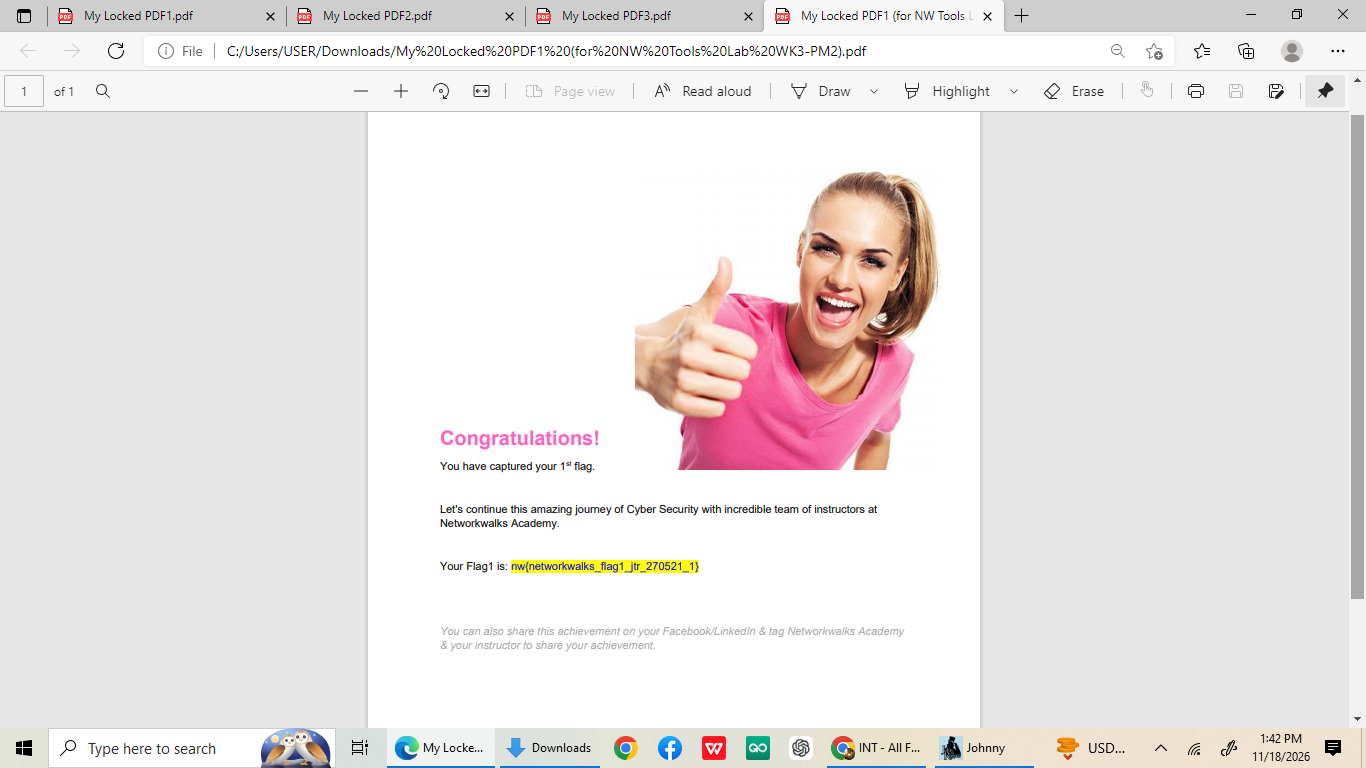 My Locked PDF1.pdf
My Locked PDF2.pdf
My Locked PDF3.pdf
My Locked PDF1 (for NW Tools L
File
C:/Users/USER/Downloads/My%20Locked%20PDF1%20(for%20NW%20Tools%20Lab%20WK3-PM2).pdf
1 of 1
Page view
Read aloud
Draw
Highlight
Erase
Congratulations!
You have captured your 1st flag.
Let's continue this amazing journey of Cyber Security with incredible team of instructors at
Networkwalks Academy.
Your Flag1 is: nw{networkwalks_flag1_jtr_270521_1}
You can also share this achievement on your Facebook/LinkedIn & tag Networkwalks Academy
& your instructor to share your achievement.
Type here to search
My Locke...
Downloads
INT - All F...
Johnny
USD...
1:42 PM
11/18/2026